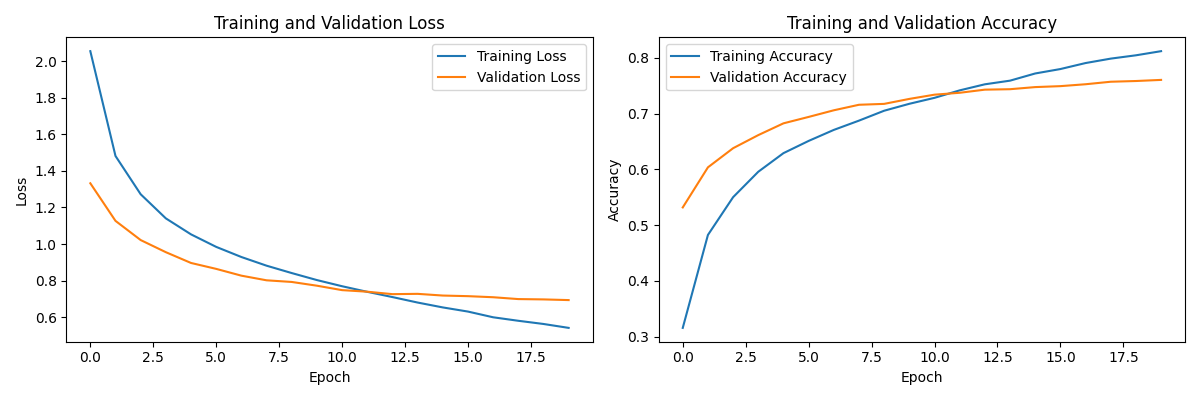 Training and Validation Loss
Training Loss
Validation Loss
Loss
2.0
1.8
1.6
1.4
1.2
1.0
0.8
0.6
0.0 2.5 5.0 7.5 10.0 12.5 15.0 17.5
Epoch
Training and Validation Accuracy
Training Accuracy
Validation Accuracy
Accuracy
0.8
0.7
0.6
0.5
0.4
0.3
0.0 2.5 5.0 7.5 10.0 12.5 15.0 17.5
Epoch